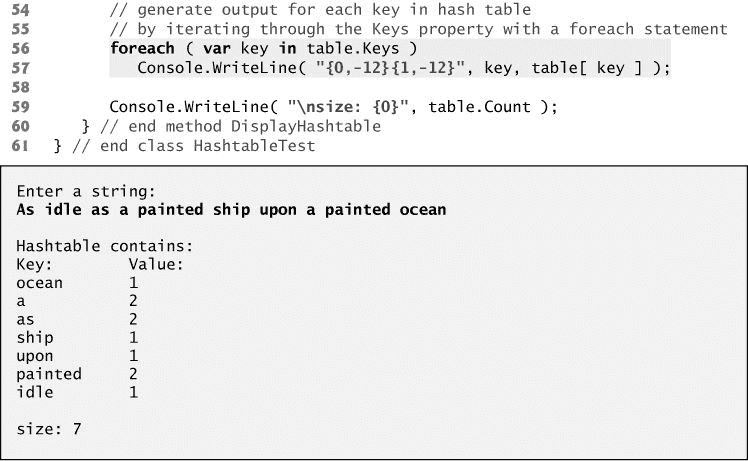 54 // generate output for each key in hash table
55 // by iterating through the Keys property with a foreach statement
56 foreach ( var key in table.Keys )
57 Console.WriteLine( "{0,-12}{1,-12}", key, table[ key ] );
58
59 Console.WriteLine( "\nsize: {0}", table.Count );
60 } // end method DisplayHashtable
61 } // end class HashtableTest
Enter a string:
As idle as a painted ship upon a painted ocean
Hashtable contains:
Key: Value:
ocean 1
a 2
as 2
ship 1
upon 1
painted 2
idle 1
size: 7